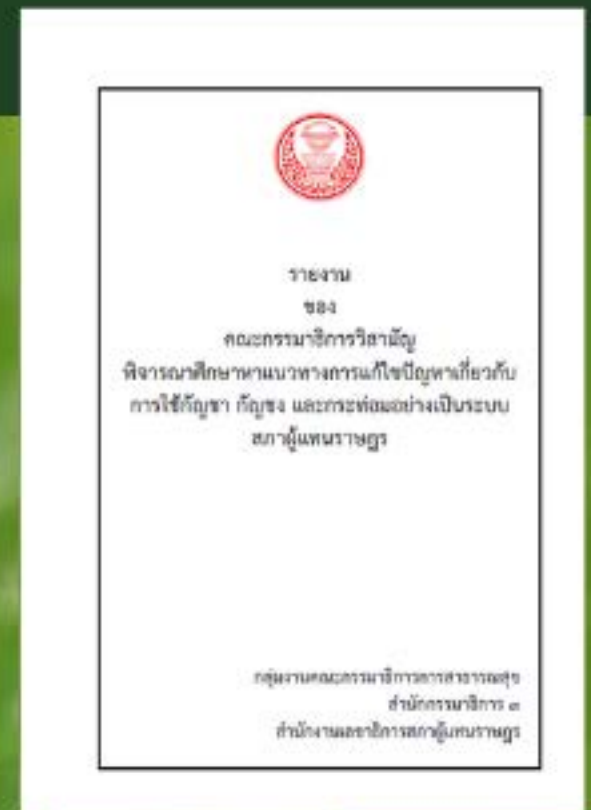 รายงาน
ของ
คณะกรรมาธิการวิสามัญ
พิจารณาศึกษาหาแนวทางการแก้ไขปัญหาเกี่ยวกับ
การใช้กัญชา กัญชง และกระท่อมอย่างเป็นระบบ
สภาผู้แทนราษฎร
กลุ่มงานคณะกรรมาธิการการสาธารณสุข
สำนักกรรมาธิการ ๓
สำนักงานเลขาธิการสภาผู้แทนราษฎร